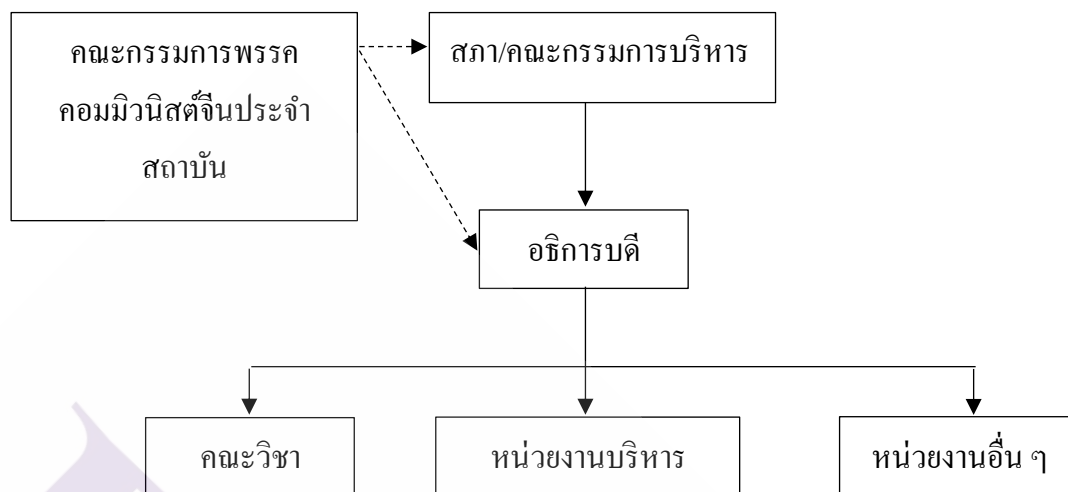 คณะกรรมการพรรค
คอมมิวนิสต์จีนประจำ
สถาบัน
สภา/คณะกรรมการบริหาร
อธิการบดี
คณะวิชา
หน่วยงานบริหาร
หน่วยงานอื่น ๆ